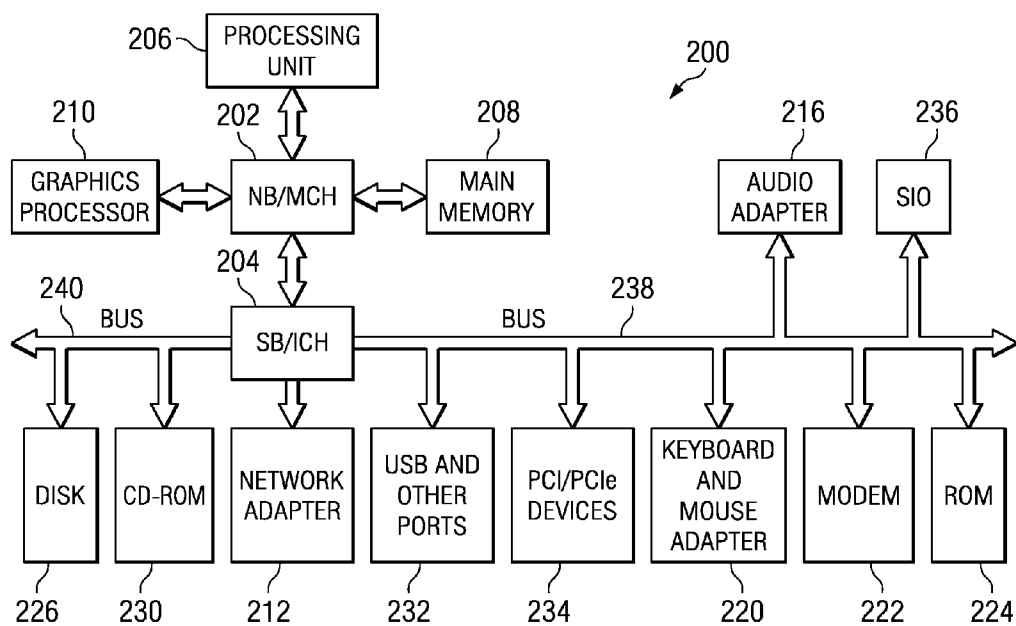 206
PROCESSING
UNIT
200
210
202
208
216
236
GRAPHICS
PROCESSOR
NB/MCH
MAIN
MEMORY
AUDIO
ADAPTER
SIO
204
240
BUS
SB/ICH
BUS
238
DISK
CD-ROM
NETWORK
ADAPTER
USB AND
OTHER
PORTS
PCI/PCIe
DEVICES
KEYBOARD
AND
MOUSE
ADAPTER
MODEM
ROM
226
230
212
232
234
220
222
224